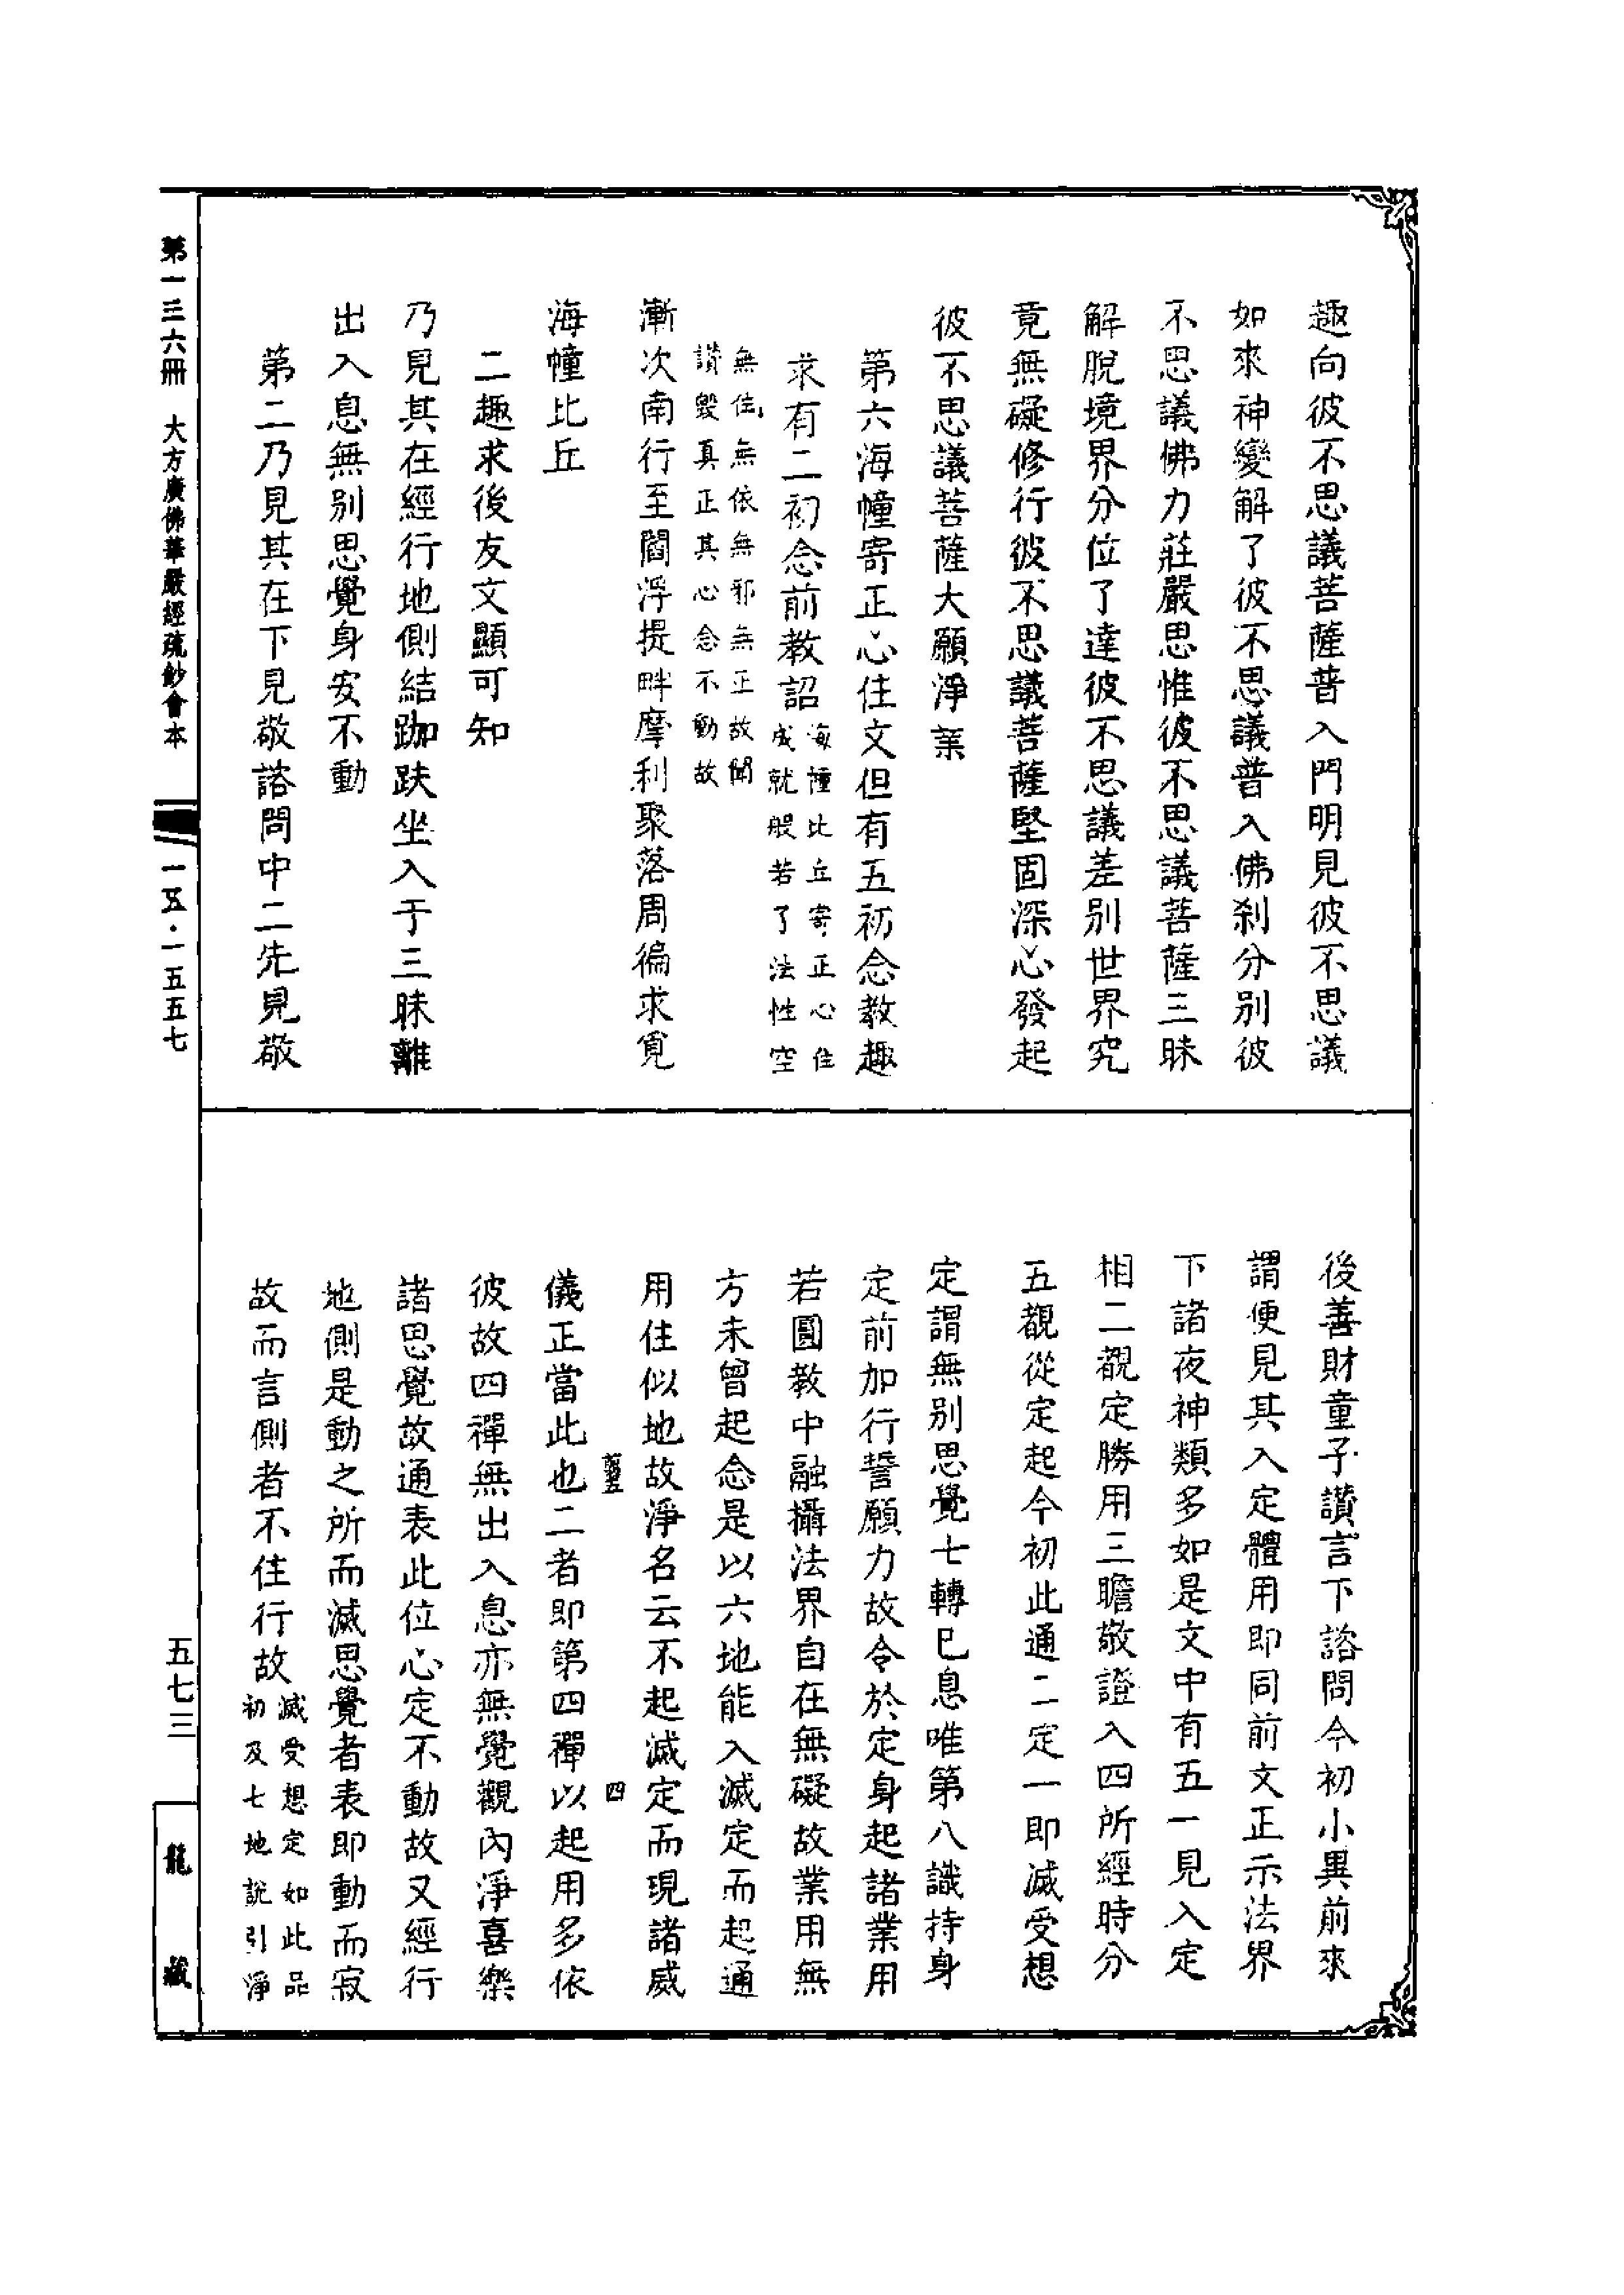 趣向彼不思議菩薩普入門明見彼不思議
如來神變解了彼不思議普入佛剎分別彼
不思議佛力莊嚴思惟彼不思議菩薩三昧
解脫境界分位了達彼不思議差別世界究
竟無礙修行彼不思議菩薩堅固深心發起
彼不思議菩薩大願淨業
第六海幢寄正心住文但有五初念教趣
求有二初念前教詔海幢比丘寄正心住
成就般若了法性空
無住無依無邪無正故聞
讚毀真正其心念不動故
漸次南行至閻浮提畔摩利聚落周徧求覓
海幢比丘
二趣求後友文顯可知
乃見其在經行地側結跏趺坐入于三昧離
出入息無別思覺身安不動
第二乃見其在下見敬諮問中二先見敬
後善財童子讚言下諮問今初小異前來
謂便見其入定體用即同前文正示法界
下諸夜神類多如是文中有五一見入定
相二觀定勝用三瞻敬證入四所經時分
五觀從定起今初此通二定一即滅受想
定謂無別思覺七轉已息唯第八識持身
定前加行誓願力故令於定身起諸業用
若圓教中融攝法界自在無礙故業用無
方未曾起念是以六地能入滅定而起通
用住似地故淨名云不起滅定而現諸威
四
儀正當此也二者即第四禪以起用多依
彼故四禪無出入息亦無覺觀內淨喜樂
諸思覺故通表此位心定不動故又經行
地側是動之所而滅思覺者表即動而寂
故而言側者不住行故滅受想定如此品
初及七地說引淨
第一三六冊 大方廣佛華嚴經疏鈔會本
一五·一五五七
五七三
龍藏